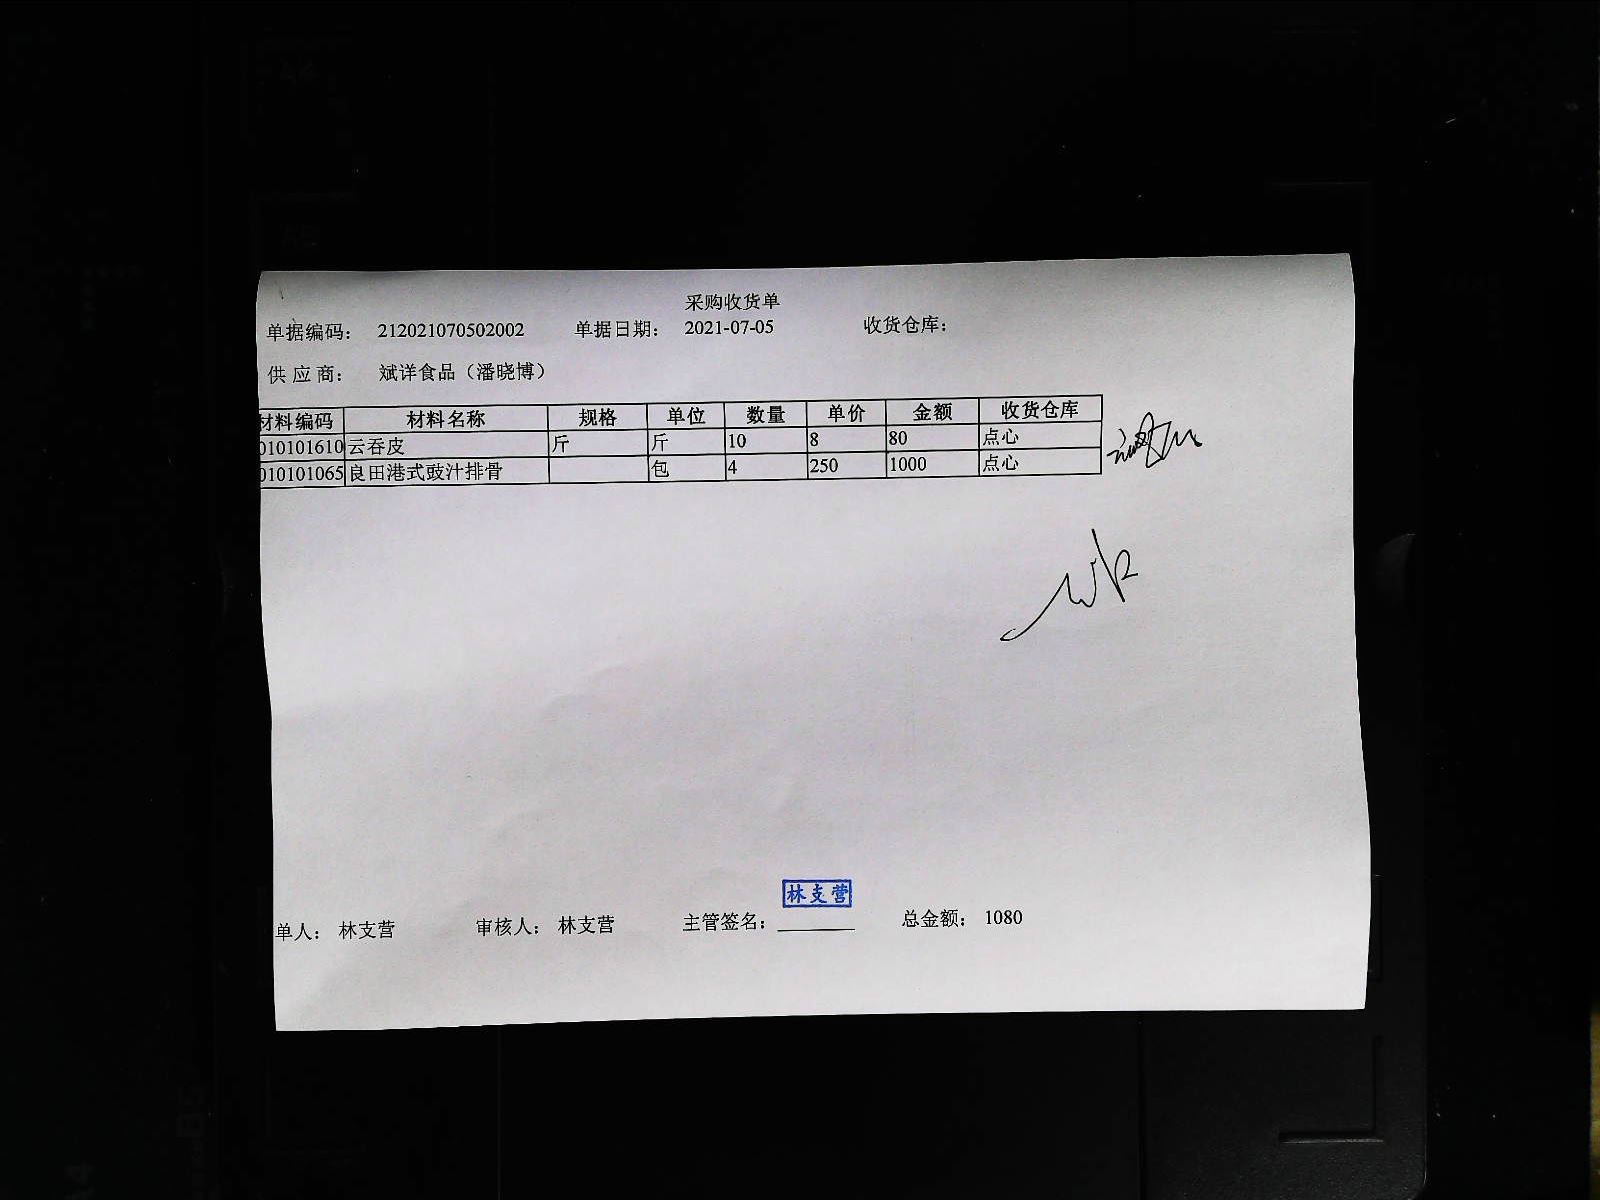 采购收货单
单据编码： 212021070502002 单据日期： 2021-07-05 收货仓库：
供应商： 斌洋食品（潘晓博）
材料编码 材料名称 规格 单位 数量 单价 金额 收货仓库
010101610 云吞皮 斤 斤 10 8 80 点心
010101065 良田港式豉汁排骨 包 4 250 1000 点心
林支营
单人： 林支营 审核人： 林支营 主管签名： 总金额： 1080